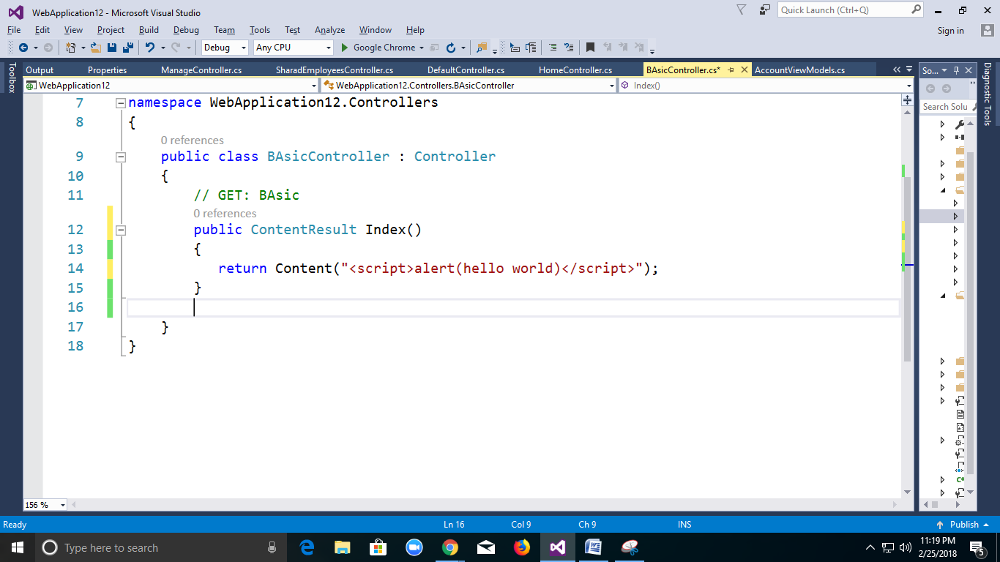 WebApplication12 - Microsoft Visual Studio
Quick Launch (Ctrl+Q)
File Edit View Project Build Debug Team Tools Test Analyze Window Help
Sign in
Debug Any CPU Google Chrome
Toolbox
Output Properties ManageController.cs SharadEmployeesController.cs DefaultController.cs HomeController.cs BAsicController.cs* AccountViewModels.cs
So...
Diagnostic Tools
WebApplication12 WebApplication12.Controllers.BAsicController Index()
Search Solu
7 namespace WebApplication12.Controllers
8 {
0 references
9 public class BAsicController : Controller
10 {
11 // GET: BAsic
0 references
12 public ContentResult Index()
13 {
14 return Content("<script>alert(hello world)</script>");
15 }
16
17 }
18 }
C#
156 %
Ready Ln 16 Col 9 Ch 9 INS Publish
Type here to search
11:19 PM
2/25/2018
5